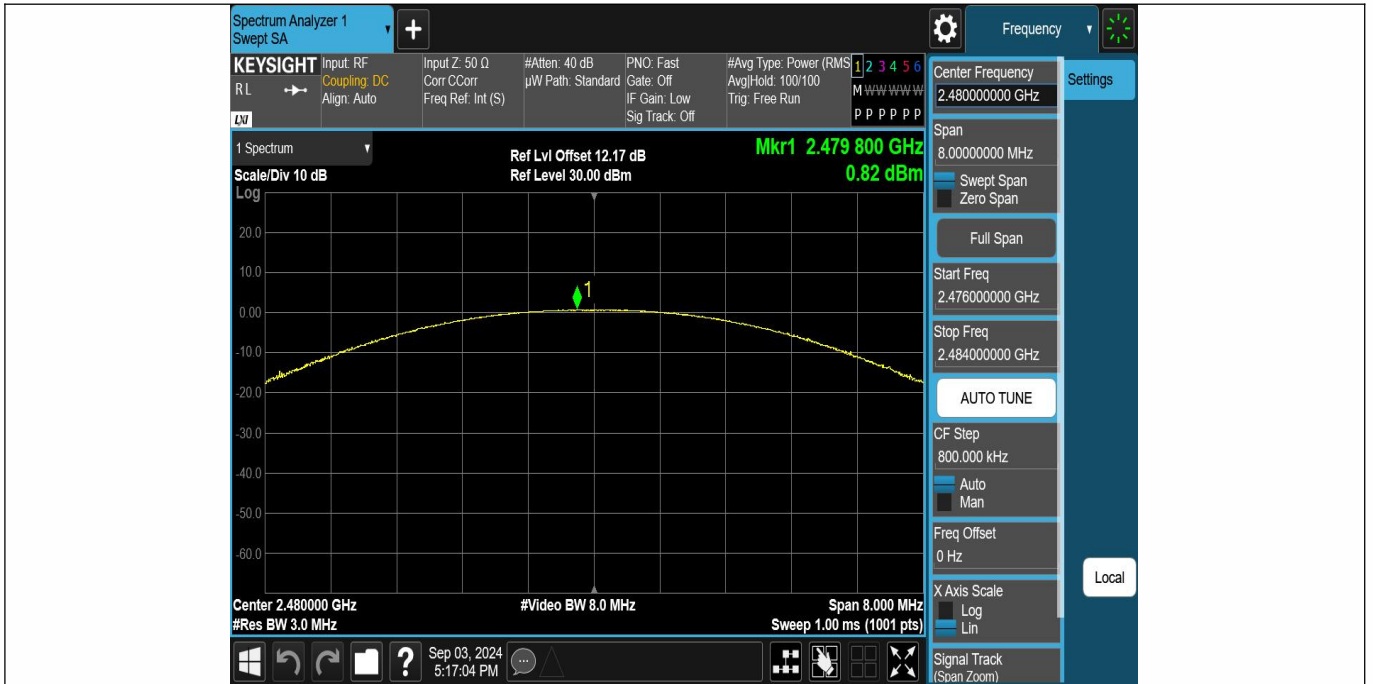 Spectrum Analyzer 1
Swept SA
+
Frequency
KEYSIGHT
RL
LXI
Input: RF
Coupling: DC
Align: Auto
Input Z: 50 Ω
Corr CCorr
Freq Ref: Int (S)
#Atten: 40 dB
µW Path: Standard
PNO: Fast
Gate: Off
IF Gain: Low
Sig Track: Off
#Avg Type: Power (RMS
Avg|Hold: 100/100
Trig: Free Run
1 2 3 4 5 6
M W W W W W
P P P P P P
1 Spectrum
Scale/Div 10 dB
Ref Lvl Offset 12.17 dB
Ref Level 30.00 dBm
Mkr1 2.479 800 GHz
0.82 dBm
Log
20.0
10.0
0.00
-10.0
-20.0
-30.0
-40.0
-50.0
-60.0
1
Center 2.480000 GHz
#Res BW 3.0 MHz
#Video BW 8.0 MHz
Span 8.000 MHz
Sweep 1.00 ms (1001 pts)
Center Frequency
2.480000000 GHz
Settings
Span
8.00000000 MHz
Swept Span
Zero Span
Full Span
Start Freq
2.476000000 GHz
Stop Freq
2.484000000 GHz
AUTO TUNE
CF Step
800.000 kHz
Auto
Man
Freq Offset
0 Hz
Local
X Axis Scale
Log
Lin
Signal Track
(Span Zoom)
?
Sep 03, 2024
5:17:04 PM